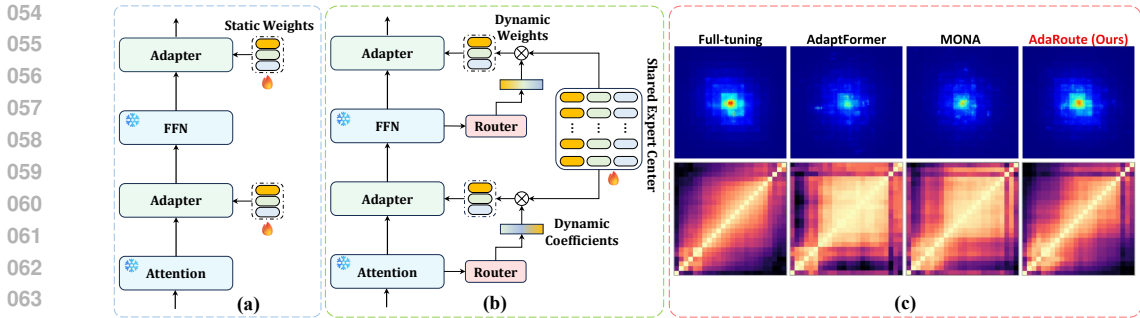 054
055
056
057
058
059
060
061
062
063
Static Weights
Adapter
FFN
Adapter
Attention
(a)
Dynamic
Weights
Adapter
FFN
Router
Adapter
Dynamic
Coefficients
Attention
Router
Shared Expert Center
(b)
Full-tuning
AdaptFormer
MONA
AdaRoute (Ours)
(c)